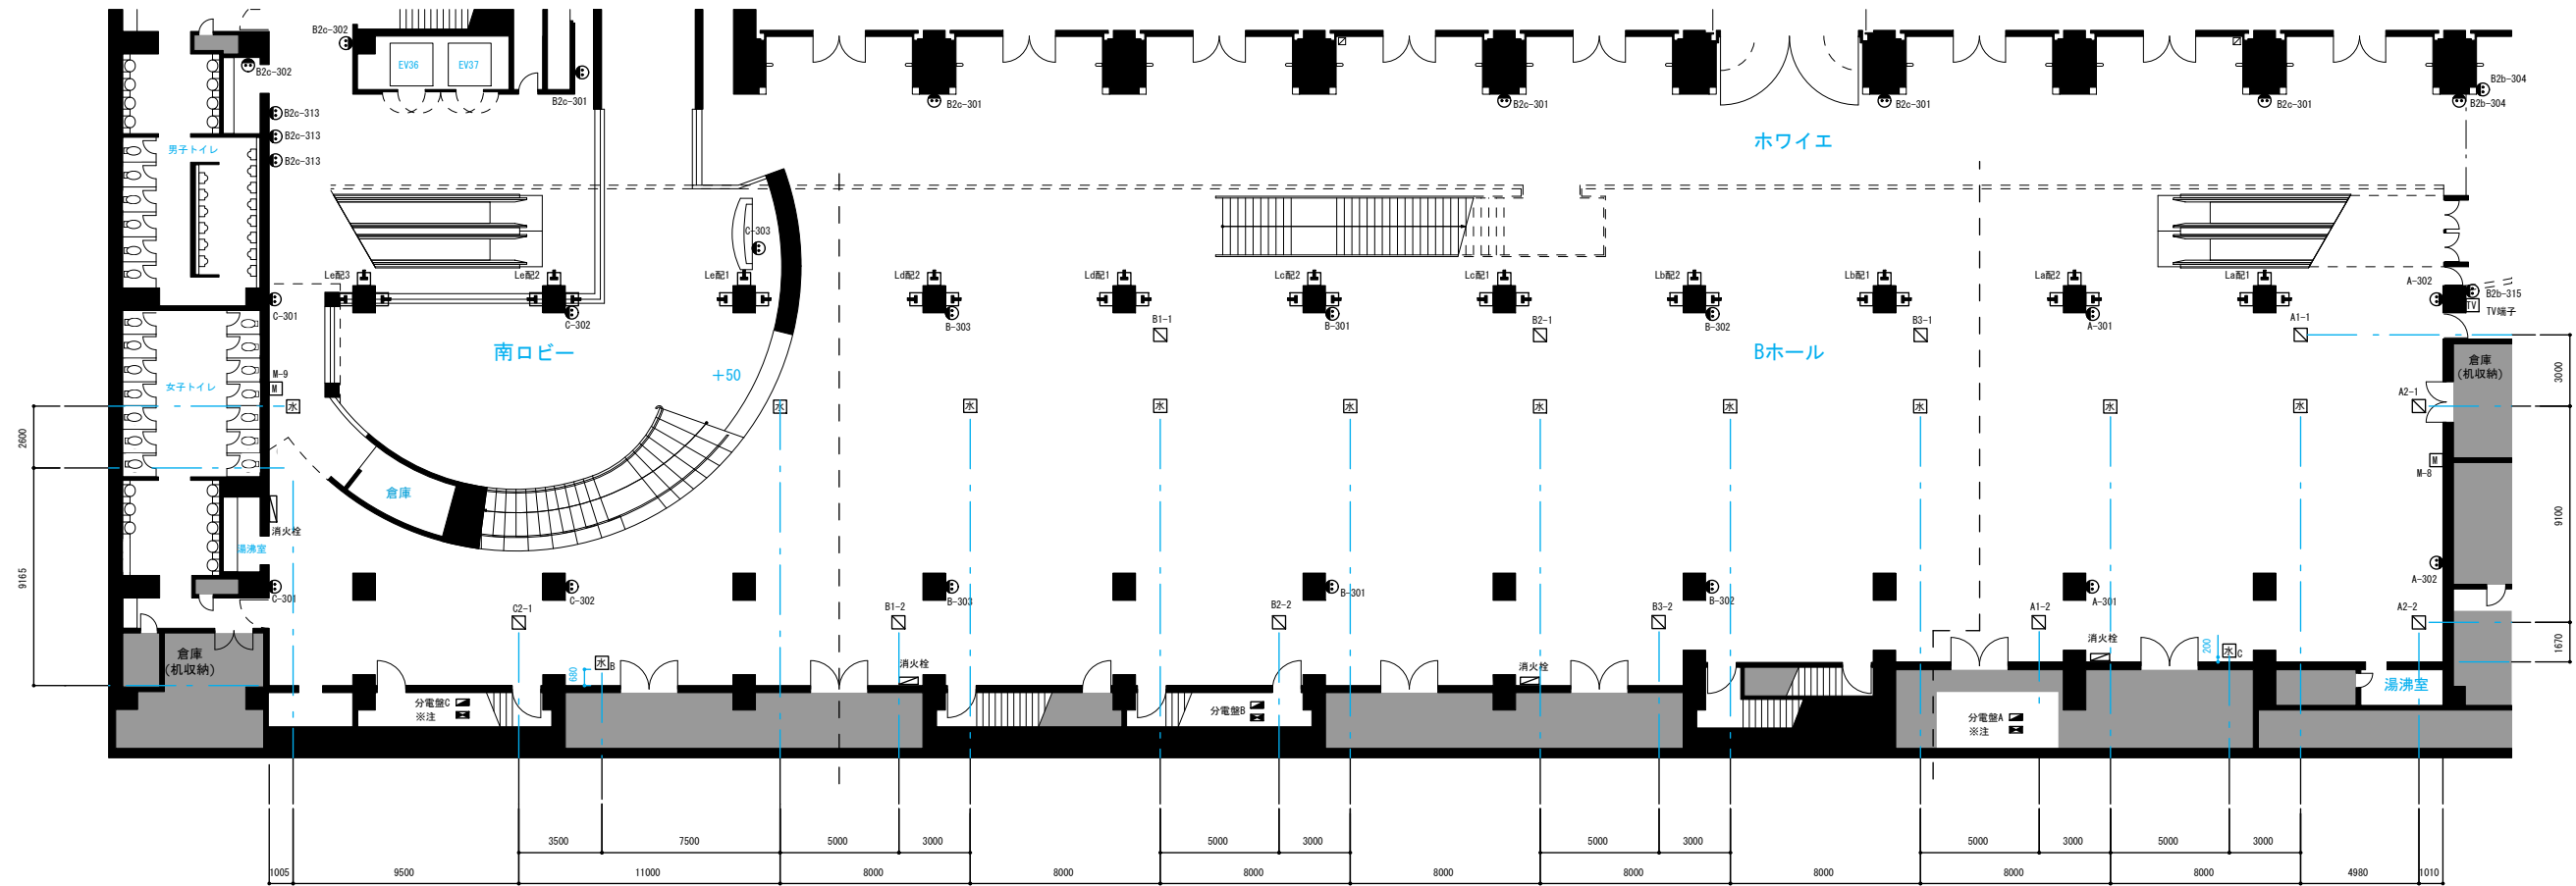 B2c-302
EV36
EV37
B2c-302
B2c-301
B2c-301
B2c-301
B2c-301
B2c-301
B2b-304
B2b-304
B2c-313
B2c-313
B2c-313
男子トイレ
ホワイエ
C-303
Le配3
Le配2
Le配1
Ld配2
Ld配1
Lc配2
Lc配1
Lb配2
Lb配1
La配2
La配1
A-302
B2b-315
TV
TV端子
C-301
C-302
B-303
B1-1
B-301
B2-1
B-302
B3-1
A-301
A1-1
南ロビー
Bホール
+50
倉庫
(机収納)
3000
女子トイレ
M-9
M
水
水
水
水
水
水
水
水
水
水
A2-1
2600
M
M-8
倉庫
消火栓
湯沸室
9100
9165
A-302
C-301
C-302
B-303
B-301
B-302
A-301
C2-1
B1-2
B2-2
B3-2
A1-2
A2-2
倉庫
(机収納)
水
B
680
消火栓
消火栓
消火栓
200
水
C
1670
湯沸室
分電盤C
※注
分電盤B
分電盤A
※注
3500
7500
5000
3000
5000
3000
5000
3000
5000
3000
5000
3000
1005
9500
11000
8000
8000
8000
8000
8000
8000
8000
8000
4980
1010